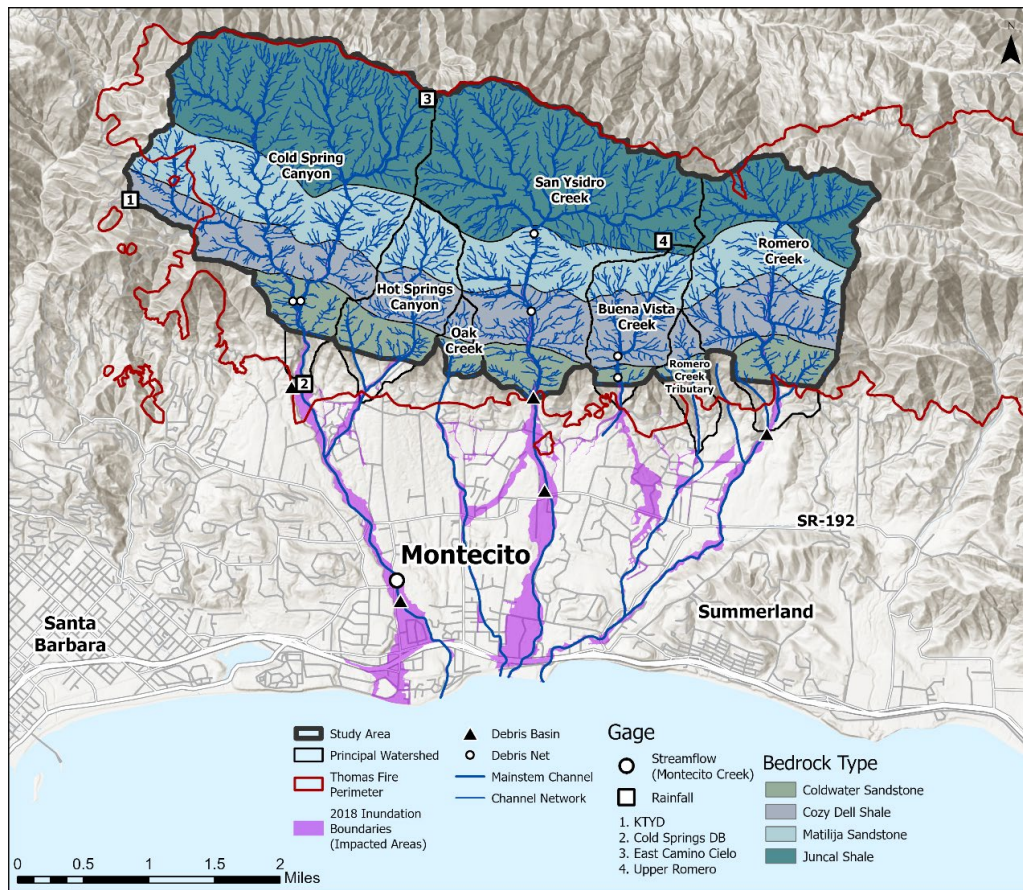 N
3
Cold Spring
Canyon
San Ysidro
Creek
1
4
Romero
Creek
Hot Springs
Canyon
Buena Vista
Creek
Oak
Creek
Romero
Creek
Tributary
2
SR-192
Montecito
Summerland
Santa
Barbara
Study Area
Principal Watershed
Thomas Fire
Perimeter
2018 Inundation
Boundaries
(Impacted Areas)
Debris Basin
Debris Net
Mainstem Channel
Channel Network
Gage
Streamflow
(Montecito Creek)
Rainfall
1. KTYD
2. Cold Springs DB
3. East Camino Cielo
4. Upper Romero
Bedrock Type
Coldwater Sandstone
Cozy Dell Shale
Matilija Sandstone
Juncal Shale
0 0.5 1 1.5 2
Miles